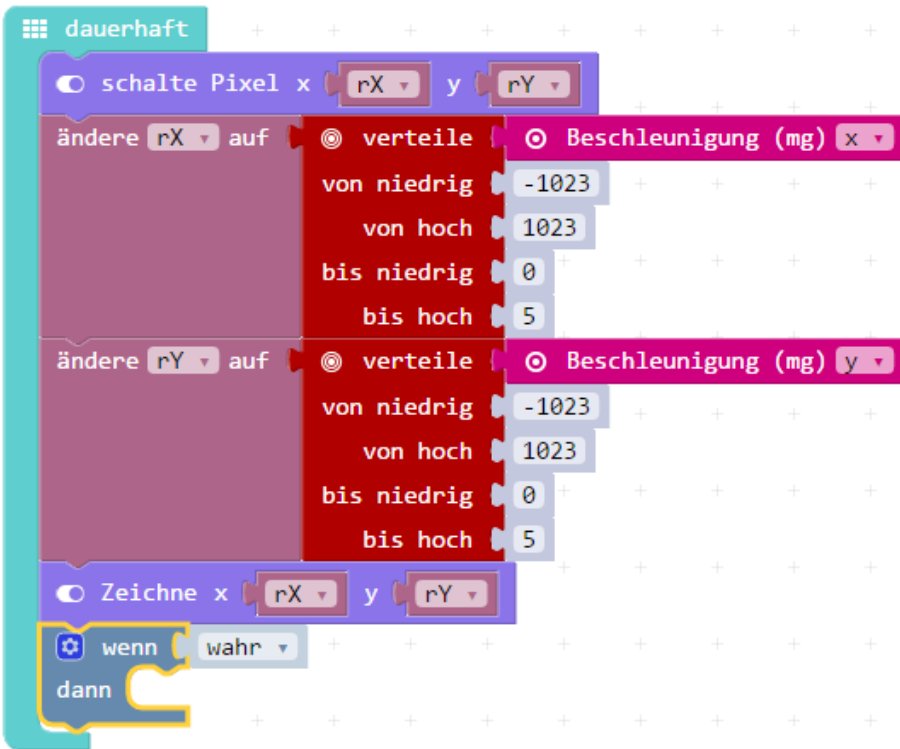 dauerhaft
schalte Pixel x rX y rY
ändere rX auf verteile Beschleunigung (mg) x
von niedrig -1023
von hoch 1023
bis niedrig 0
bis hoch 5
ändere rY auf verteile Beschleunigung (mg) y
von niedrig -1023
von hoch 1023
bis niedrig 0
bis hoch 5
Zeichne x rX y rY
wenn wahr
dann